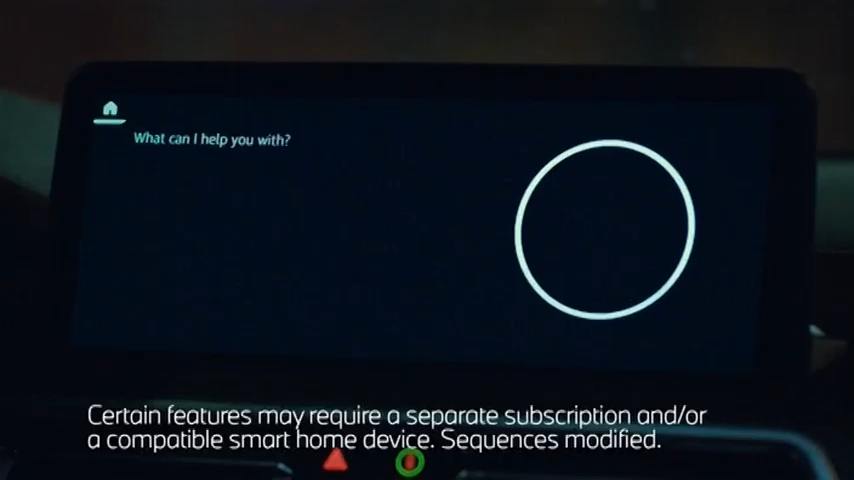 What can I help you with?
Certain features may require a separate subscription and/or
a compatible smart home device. Sequences modified.